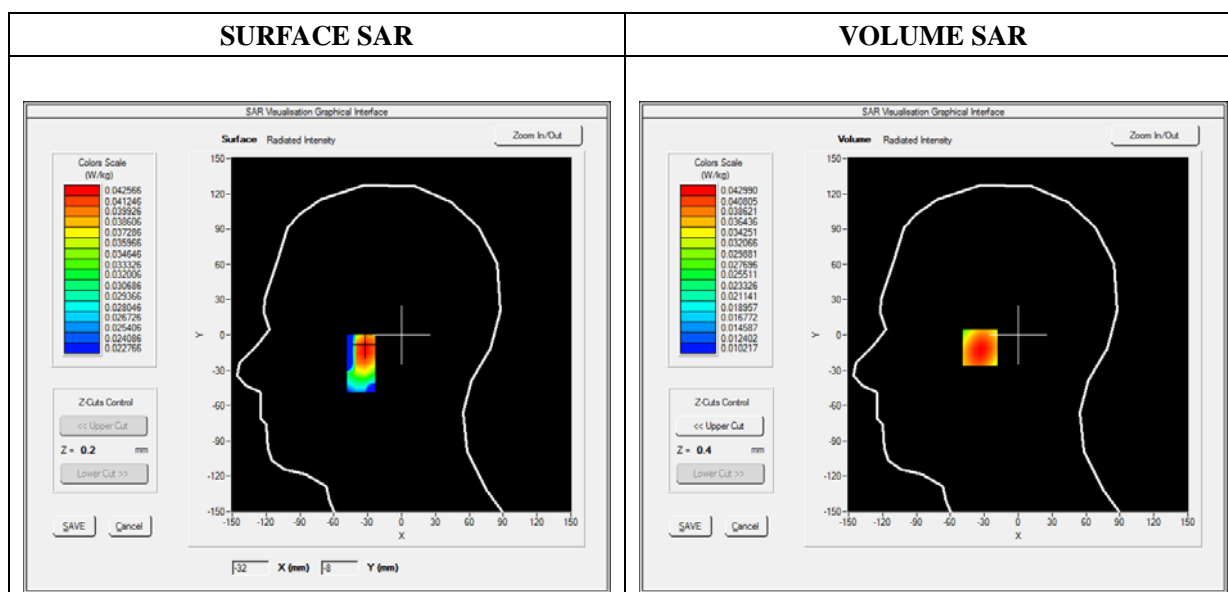 SURFACE SAR
VOLUME SAR
SAR Visualisation Graphical Interface
Surface Radiated Intensity
Zoom In/Out
Colors Scale
(W/kg)
0.042566
0.041246
0.039926
0.038606
0.037286
0.035966
0.034646
0.033326
0.032006
0.030686
0.029366
0.028046
0.026726
0.025406
0.024086
0.022766
Z-Cuts Control
<< Upper Cut
Z = 0.2 mm
Lower Cut >>
SAVE Cancel
150-
120-
90-
60-
30-
Y 0-
-30-
-60-
-90-
-120-
-150-
-150 -120 -90 -60 -30 0 30 60 90 120 150
X
-32 X (mm) -8 Y (mm)
SAR Visualisation Graphical Interface
Volume Radiated Intensity
Zoom In/Out
Colors Scale
(W/kg)
0.042990
0.040805
0.038621
0.036436
0.034251
0.032066
0.029881
0.027696
0.025511
0.023326
0.021141
0.018957
0.016772
0.014587
0.012402
0.010217
Z-Cuts Control
<< Upper Cut
Z = 0.4 mm
Lower Cut >>
SAVE Cancel
150-
120-
90-
60-
30-
Y 0-
-30-
-60-
-90-
-120-
-150-
-150 -120 -90 -60 -30 0 30 60 90 120 150
X